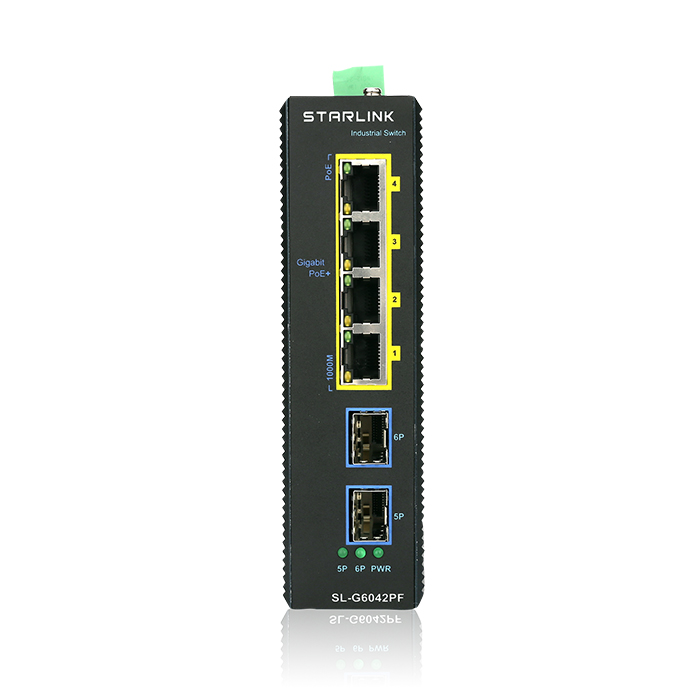 STARLINK
Industrial Switch
PoE
4
3
Gigabit
PoE+
2
1
1000M
6P
5P
5P 6P PWR
SL-G6042PF